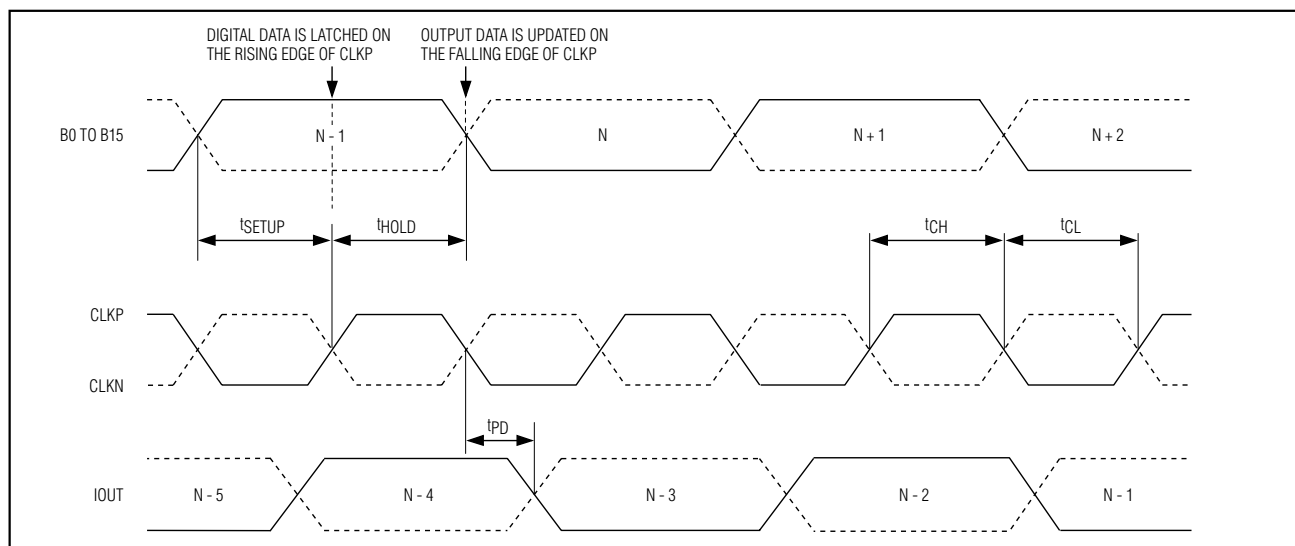 DIGITAL DATA IS LATCHED ON
THE RISING EDGE OF CLKP
OUTPUT DATA IS UPDATED ON
THE FALLING EDGE OF CLKP
B0 TO B15
N - 1
N
N + 1
N + 2
tSETUP
tHOLD
tCH
tCL
CLKP
CLKN
tPD
IOUT
N - 5
N - 4
N - 3
N - 2
N - 1